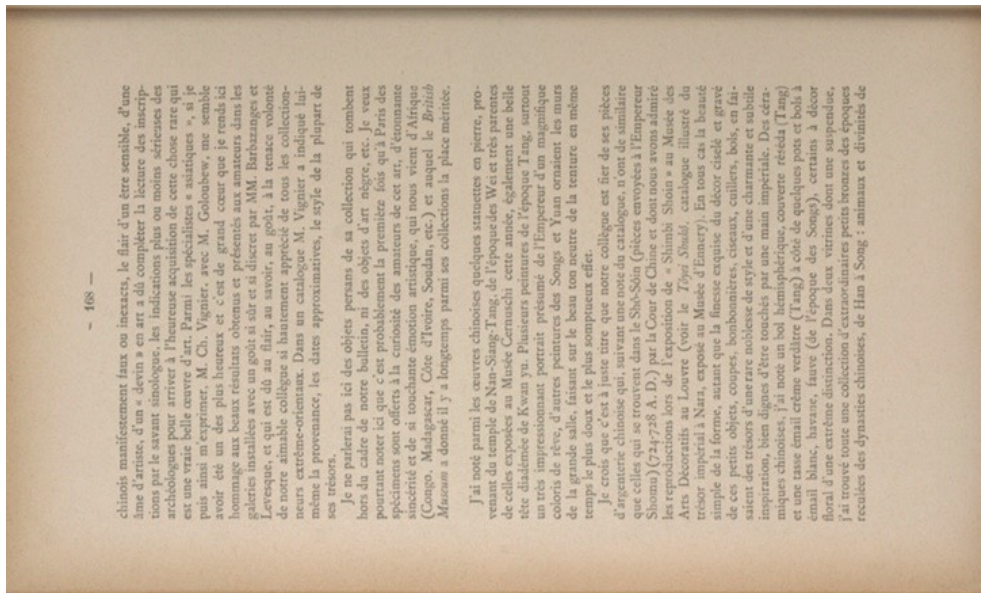 — 168 —
chinois manifestement faux ou inexacts, le flair d'un être sensible, d'une
âme d'artiste, d'un « devin » en art a dû compléter la lecture des inscrip-
tions par le savant sinologue, les indications plus ou moins sérieuses des
archéologues pour arriver à l'heureuse acquisition de cette chose rare qui
est une vraie belle œuvre d'art. Parmi les spécialistes « asiatiques », si je
puis ainsi m'exprimer, M. Ch. Vignier, avec M. Goloubew, me semble
avoir été un des plus heureux et c'est de grand cœur que je rends ici
hommage aux beaux résultats obtenus et présentés aux amateurs dans les
galeries installées avec un goût si sûr et si discret par MM. Barbazanges et
Levesque, et qui est dû au flair, au savoir, au goût, à la tenace volonté
de notre aimable collègue si hautement apprécié de tous les collection-
neurs extrême-orientaux. Dans un catalogue M. Vignier a indiqué lui-
même la provenance, les dates approximatives, le style de la plupart de
ses trésors.
Je ne parlerai pas ici des objets persans de sa collection qui tombent
hors du cadre de notre bulletin, ni des objets d'art nègre, etc. Je veux
pourtant noter ici que c'est probablement la première fois qu'à Paris des
spécimens sont offerts à la curiosité des amateurs de cet art, d'étonnante
sincérité et de si touchante émotion artistique, qui nous vient d'Afrique
(Congo, Madagascar, Côte d'Ivoire, Soudan, etc.) et auquel le British
Museum a donné il y a longtemps parmi ses collections la place méritée.
J'ai noté parmi les œuvres chinoises quelques statuettes en pierre, pro-
venant du temple de Nan-Siang-Tang, de l'époque des Wei et très parentes
de celles exposées au Musée Cernuschi cette année, également une belle
tête diadémée de Kwan yu. Plusieurs peintures de l'époque Tang, surtout
un très impressionnant portrait présumé de l'Empereur d'un magnifique
coloris de rêve, d'autres peintures des Songs et Yuan ornaient les murs
de la grande salle, faisant sur le beau ton neutre de la tenture en même
temps le plus doux et le plus somptueux effet.
Je crois que c'est à juste titre que notre collègue est fier de ses pièces
d'argenterie chinoise qui, suivant une note du catalogue, n'ont de similaire
que celles qui se trouvent dans le Shô-Sôin (pièces envoyées à l'Empereur
Shomu) (724-728 A. D.) par la Cour de Chine et dont nous avons admiré
les reproductions lors de l'exposition de « Shimbi Shoin » au Musée des
Arts Décoratifs au Louvre (voir le Tôyô Shuko, catalogue illustré du
trésor impérial à Nara, exposé au Musée d'Ennery). En tous cas la beauté
simple de la forme, autant que la finesse exquise du décor ciselé et gravé
de ces petits objets, coupes, bonbonnières, ciseaux, cuillers, bols, en fai-
saient des trésors d'une rare noblesse de style et d'une charmante et subtile
inspiration, bien dignes d'être touchés par une main impériale. Des céra-
miques chinoises, j'ai noté un bol hémisphérique, couverte réséda (Tang)
et une tasse émail crème verdâtre (Tang) à côté de quelques pots et bols à
émail blanc, havane, fauve (de l'époque des Songs), certains à décor
floral d'une extrême distinction. Dans deux vitrines dont une suspendue,
j'ai trouvé toute une collection d'extraordinaires petits bronzes des époques
reculées des dynasties chinoises, de Han à Song : animaux et divinités de